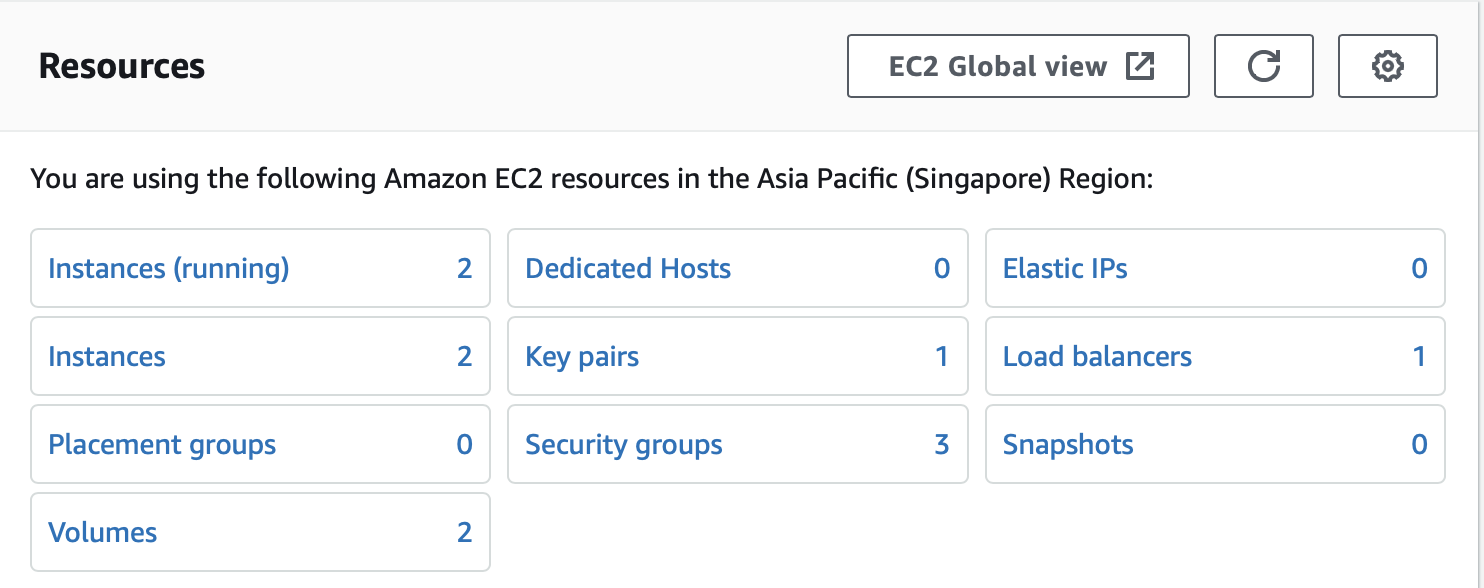 Resources
EC2 Global view
You are using the following Amazon EC2 resources in the Asia Pacific (Singapore) Region:
Instances (running) 2
Dedicated Hosts 0
Elastic IPs 0
Instances 2
Key pairs 1
Load balancers 1
Placement groups 0
Security groups 3
Snapshots 0
Volumes 2